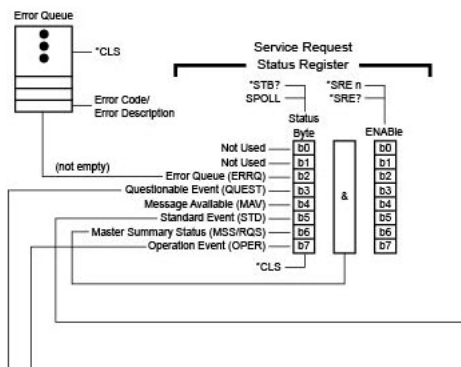 Error Queue
*CLS
Error Code/
Error Description
(not empty)
Service Request
Status Register
*STB?
SPOLL
*SRE n
*SRE?
Status
Byte
ENABle
Not Used b0 b0
Not Used b1 b1
Error Queue (ERRQ) b2 b2
Questionable Event (QUEST) b3 b3
Message Available (MAV) b4 & b4
Standard Event (STD) b5 b5
Master Summary Status (MSS/RQS) b6 b6
Operation Event (OPER) b7 b7
*CLS